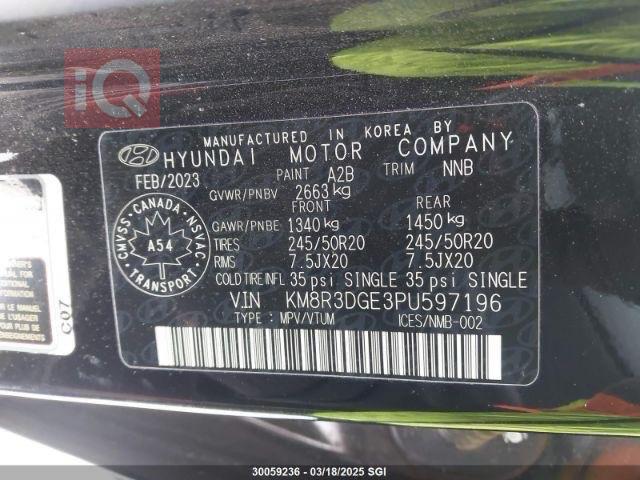 iQ
MANUFACTURED IN KOREA BY
HYUNDAI MOTOR COMPANY
FEB/2023 PAINT A2B TRIM NNB
GVWR/PNBV 2663 kg
FRONT REAR
GAWR/PNBE 1340 kg 1450 kg
TIRES 245/50R20 245/50R20
RIMS 7.5JX20 7.5JX20
COLD TIRE INFL 35 psi SINGLE 35 psi SINGLE
VIN KM8R3DGE3PU597196
TYPE : MPV/VTUM ICES/NMB-002
CANADA
CMVSS NSVAC
A54
TRANSPORT
C07
30059236 - 03/18/2025 SGI